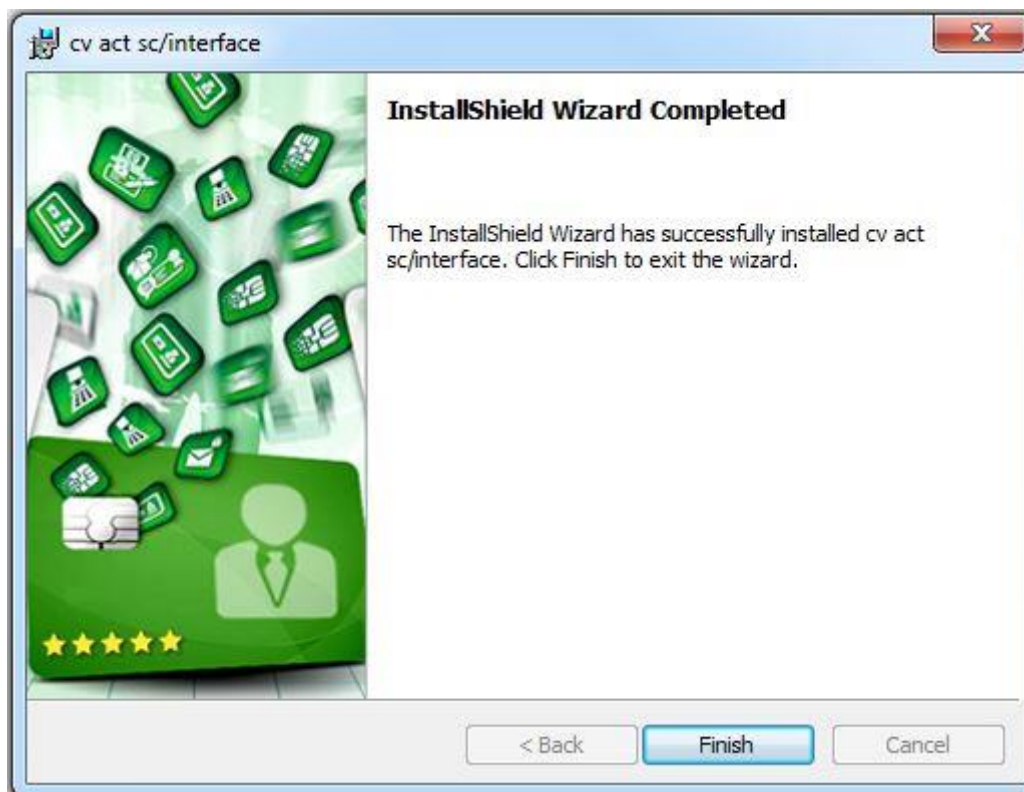 cv act sc/interface
InstallShield Wizard Completed
The InstallShield Wizard has successfully installed cv act
sc/interface. Click Finish to exit the wizard.
< Back
Finish
Cancel